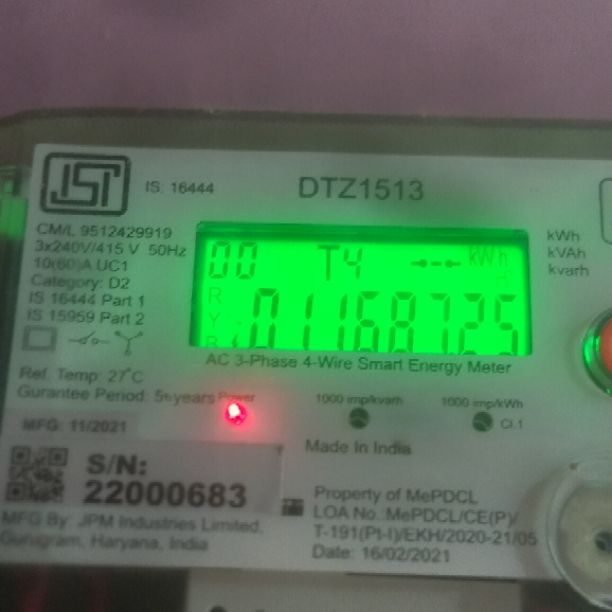 ISI
IS: 16444
DTZ1513
CM/L 9512429919
3x240V/415 V 50Hz
10(60)A UC1
Category: D2
IS 16444 Part 1
IS 15959 Part 2
00 T4 kWh
R
Y
B
kWh
kVAh
kvarh
AC 3-Phase 4-Wire Smart Energy Meter
Ref. Temp: 27°C
Gurantee Period: 5½years
Power
1000 imp/kvarh
1000 imp/kWh
Cl.1
MFG: 11/2021
Made In India
S/N:
22000683
MFG By: JPM Industries Limited,
Gurugram, Haryana, India
Property of MePDCL
LOA No.:MePDCL/CE(P)/
T-191(Pt-I)/EKH/2020-21/05
Date: 16/02/2021